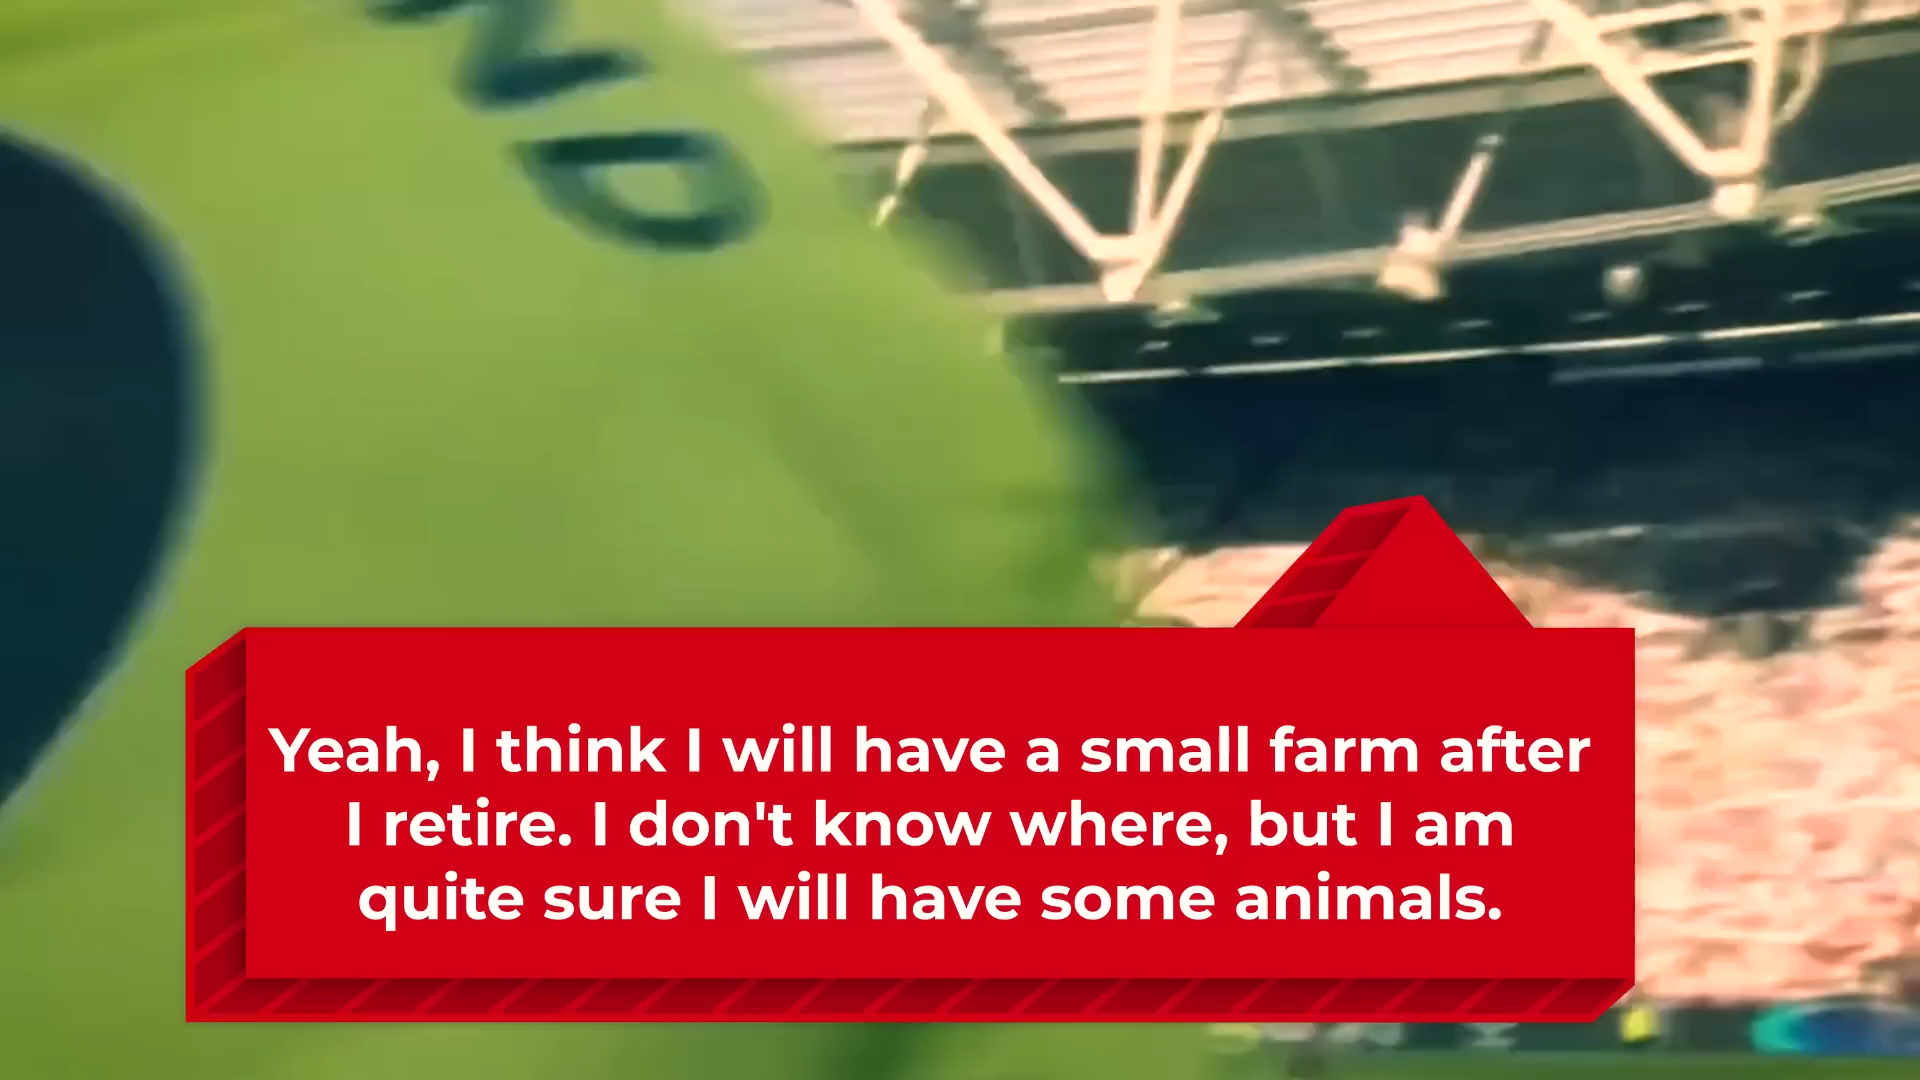 ND
Yeah, I think I will have a small farm after
I retire. I don't know where, but I am
quite sure I will have some animals.